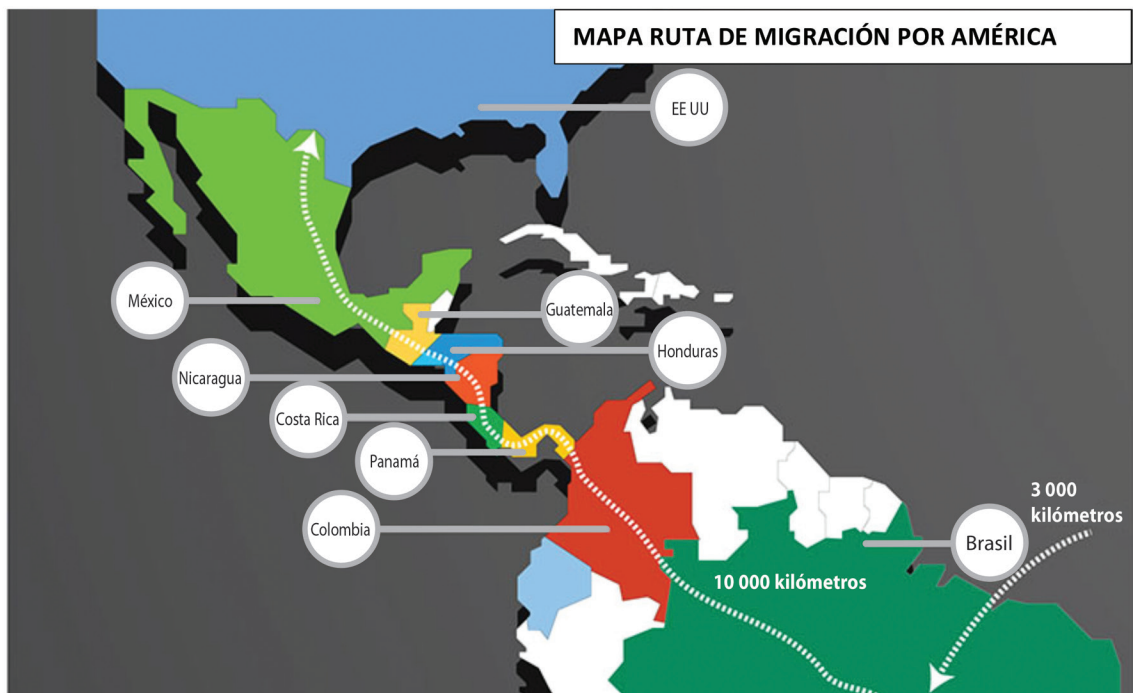 MAPA RUTA DE MIGRACIÓN POR AMÉRICA
EE UU
México
Guatemala
Honduras
Nicaragua
Costa Rica
Panamá
Colombia
3 000
kilómetros
Brasil
10 000 kilómetros